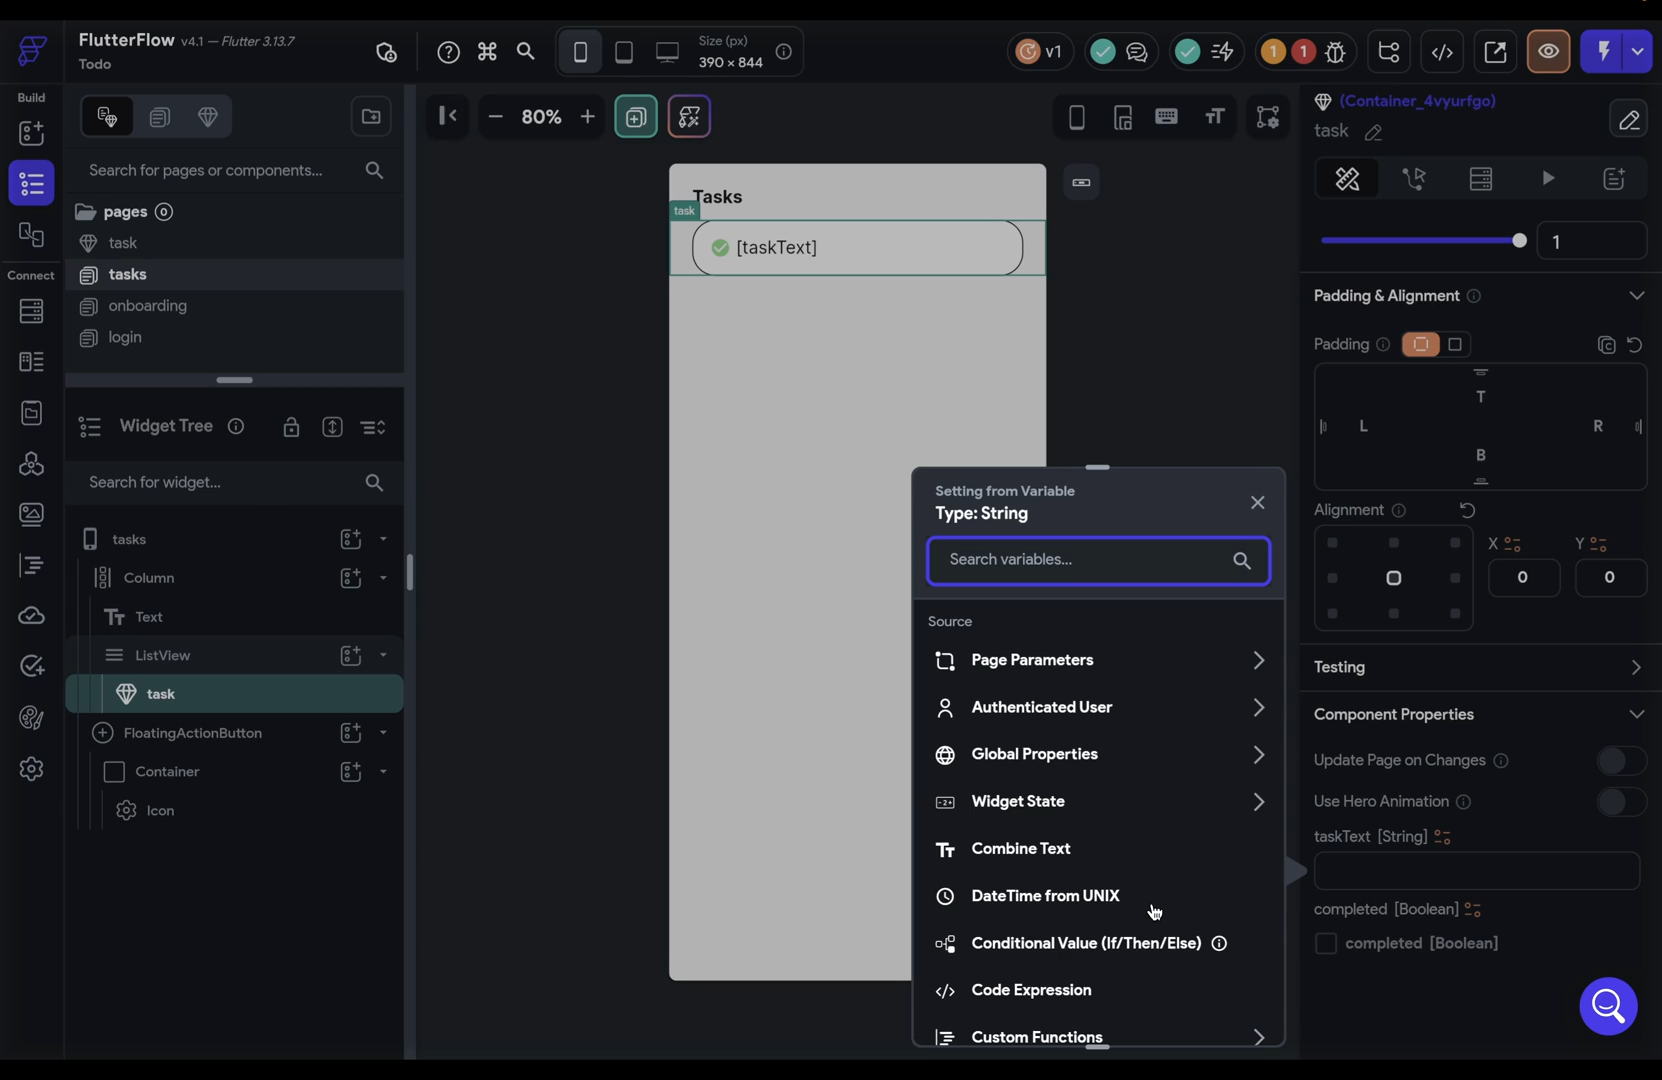 FlutterFlow v4.1 – Flutter 3.13.7
Todo
Size (px)
390 × 844
v1
1
1
Build
Connect
Search for pages or components...
pages 0
task
tasks
onboarding
login
Widget Tree
Search for widget...
tasks
Column
Text
ListView
task
FloatingActionButton
Container
Icon
80%
Tasks
task
[taskText]
Setting from Variable
Type: String
Search variables...
Source
Page Parameters
Authenticated User
Global Properties
Widget State
Combine Text
DateTime from UNIX
Conditional Value (If/Then/Else)
Code Expression
Custom Functions
(Container_4vyurfgo)
task
1
Padding & Alignment
Padding
T
L
R
B
Alignment
X
Y
0
0
Testing
Component Properties
Update Page on Changes
Use Hero Animation
taskText [String]
completed [Boolean]
completed [Boolean]